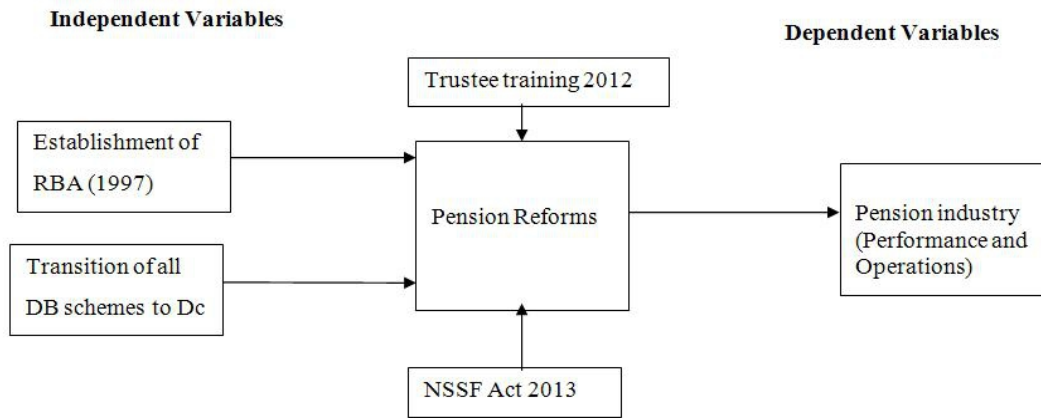 Independent Variables
Dependent Variables
Trustee training 2012
Establishment of
RBA (1997)
Pension Reforms
Pension industry
(Performance and
Operations)
Transition of all
DB schemes to Dc
NSSF Act 2013